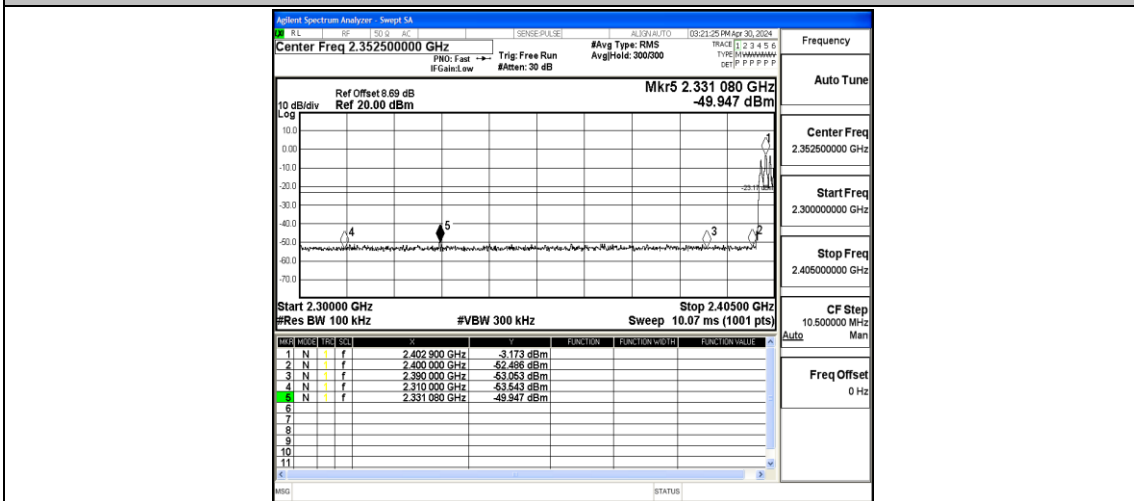 Agilent Spectrum Analyzer - Swept SA
RL RF 50 Ω AC SENSE:PULSE ALIGN AUTO 03:21:25 PM Apr 30, 2024
Center Freq 2.352500000 GHz
PNO: Fast
IFGain:Low
Trig: Free Run
#Atten: 30 dB
#Avg Type: RMS
Avg|Hold: 300/300
TRACE 1 2 3 4 5 6
TYPE M W W W W W
DET P P P P P P
Mkr5 2.331 080 GHz
-49.947 dBm
Ref Offset 8.69 dB
10 dB/div Ref 20.00 dBm
Log
10.0
0.00
-10.0
-20.0
-30.0
-40.0
-50.0
-60.0
-70.0
1
2
3
4
5
Start 2.30000 GHz Stop 2.40500 GHz
#Res BW 100 kHz #VBW 300 kHz Sweep 10.07 ms (1001 pts)
MKR MODE TRC SCL X Y FUNCTION FUNCTION WIDTH FUNCTION VALUE
1 N 1 f 2.402 900 GHz -3.173 dBm
2 N 1 f 2.400 000 GHz -52.486 dBm
3 N 1 f 2.390 000 GHz -53.053 dBm
4 N 1 f 2.310 000 GHz -53.543 dBm
5 N 1 f 2.331 080 GHz -49.947 dBm
6
7
8
9
10
11
MSG STATUS
Frequency
Auto Tune
Center Freq
2.352500000 GHz
Start Freq
2.300000000 GHz
Stop Freq
2.405000000 GHz
CF Step
10.500000 MHz
Auto Man
Freq Offset
0 Hz